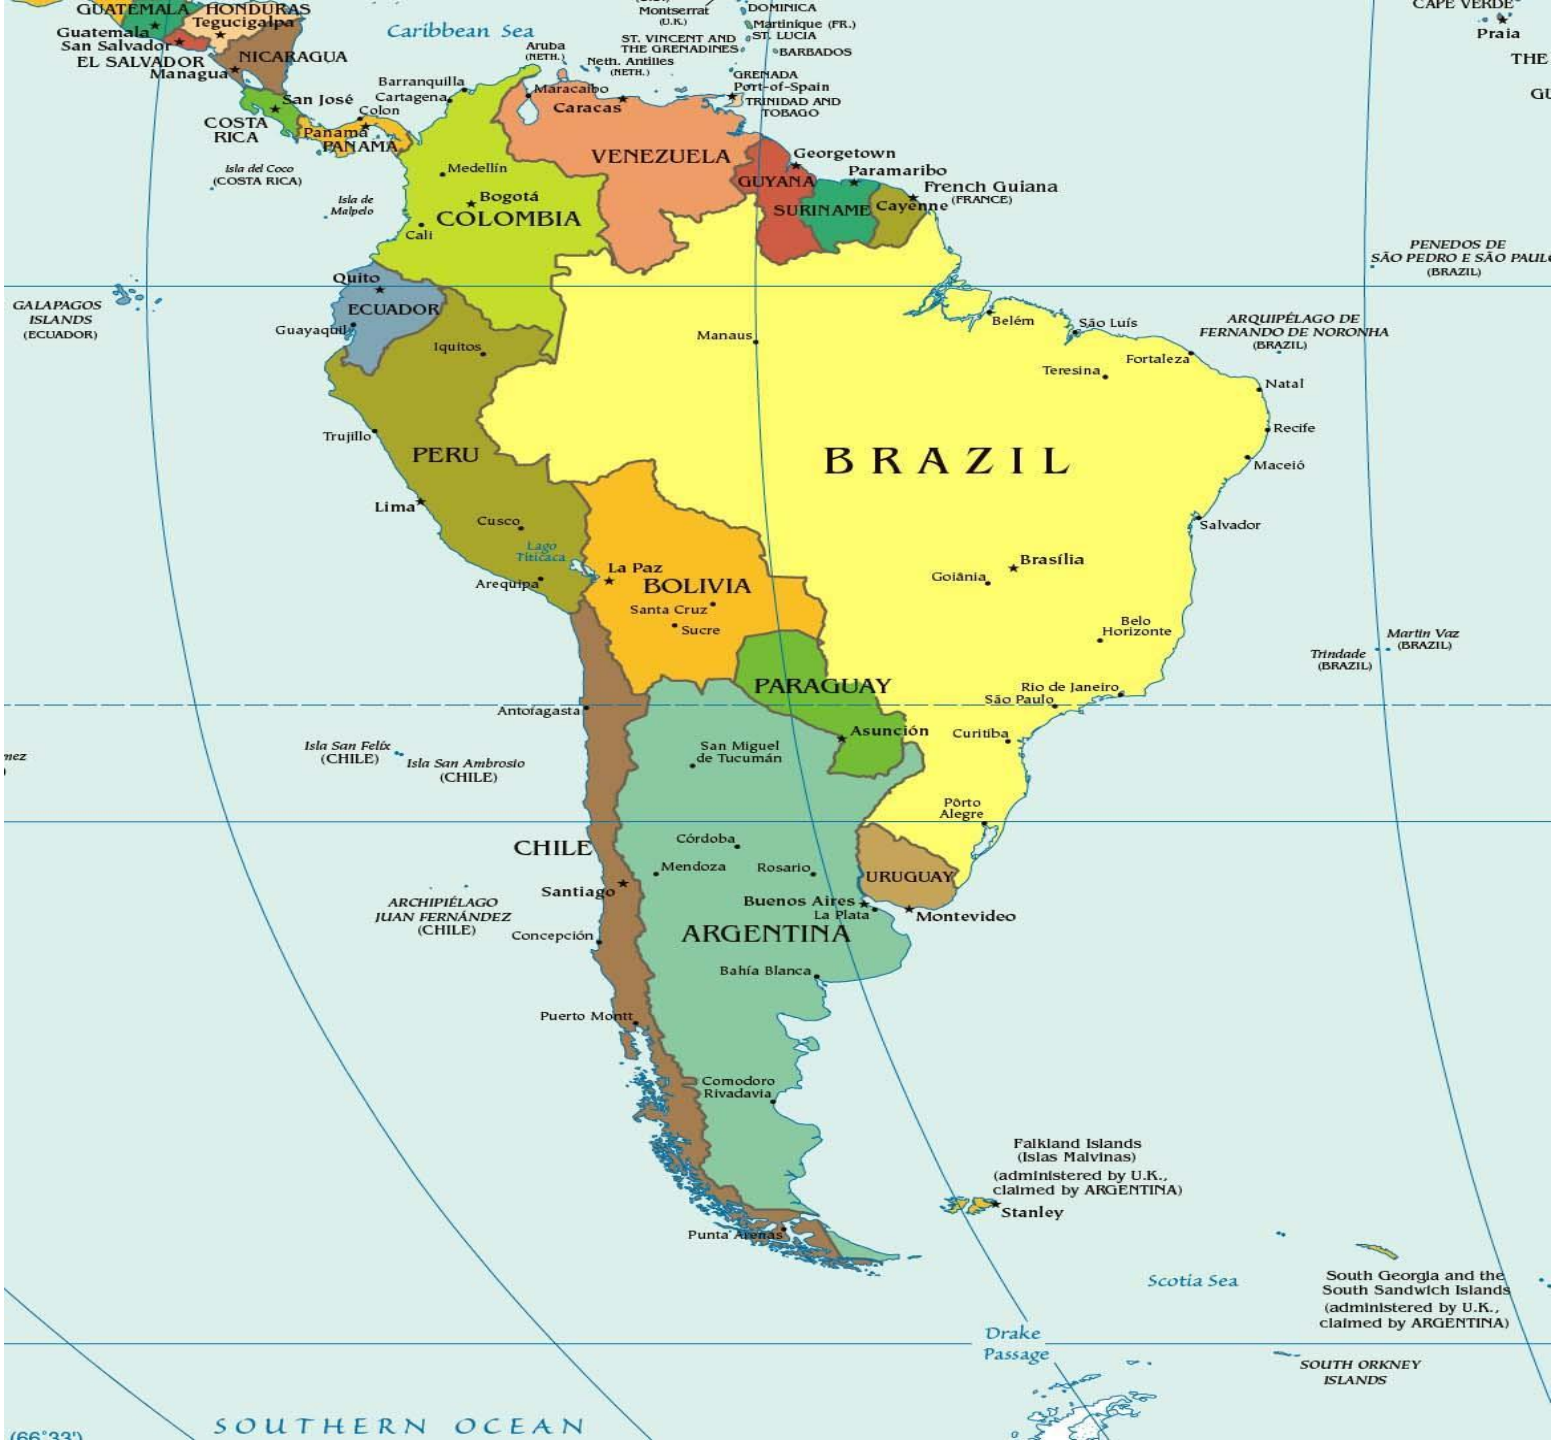 GUATEMALA
HONDURAS
Tegucigalpa
Guatemala
San Salvador
EL SALVADOR
NICARAGUA
Managua
Caribbean Sea
Montserrat
(U.K.)
DOMINICA
Martinique (FR.)
ST. LUCIA
ST. VINCENT AND
THE GRENADINES
BARBADOS
Aruba
(NETH.)
Neth. Antilles
(NETH.)
GRENADA
Port-of-Spain
TRINIDAD AND
TOBAGO
CAPE VERDE
Praia
THE
GU
San José
COSTA
RICA
Colon
Panama
PANAMA
Barranquilla
Cartagena
Maracaibo
Caracas
VENEZUELA
Isla del Coco
(COSTA RICA)
Isla de
Malpelo
Medellín
Bogotá
COLOMBIA
Cali
Georgetown
GUYANA
Paramaribo
SURINAME
French Guiana
(FRANCE)
Cayenne
PENEDOS DE
SÃO PEDRO E SÃO PAUL
(BRAZIL)
GALAPAGOS
ISLANDS
(ECUADOR)
Quito
ECUADOR
Guayaquil
Iquitos
Manaus
Belém
São Luís
ARQUIPÉLAGO DE
FERNANDO DE NORONHA
(BRAZIL)
Teresina
Fortaleza
Natal
Recife
Maceió
Trujillo
PERU
BRAZIL
Lima
Cusco
Lago
Titicaca
Arequipa
Salvador
La Paz
BOLIVIA
Santa Cruz
Sucre
Brasília
Goiânia
Belo
Horizonte
Martin Vaz
(BRAZIL)
Trindade
(BRAZIL)
PARAGUAY
Rio de Janeiro
São Paulo
Antofagasta
Asunción
Curitiba
mez
Isla San Felíx
(CHILE)
Isla San Ambrosio
(CHILE)
San Miguel
de Tucumán
Pôrto
Alegre
CHILE
Córdoba
Mendoza
Rosario
URUGUAY
Santiago
Buenos Aires
La Plata
Montevideo
ARCHIPIÉLAGO
JUAN FERNÁNDEZ
(CHILE)
Concepción
ARGENTINA
Bahía Blanca
Puerto Montt
Comodoro
Rivadavia
Falkland Islands
(Islas Malvinas)
(administered by U.K.,
claimed by ARGENTINA)
Stanley
Punta Arenas
Scotia Sea
South Georgia and the
South Sandwich Islands
(administered by U.K.,
claimed by ARGENTINA)
Drake
Passage
SOUTH ORKNEY
ISLANDS
SOUTHERN OCEAN
(66°33')